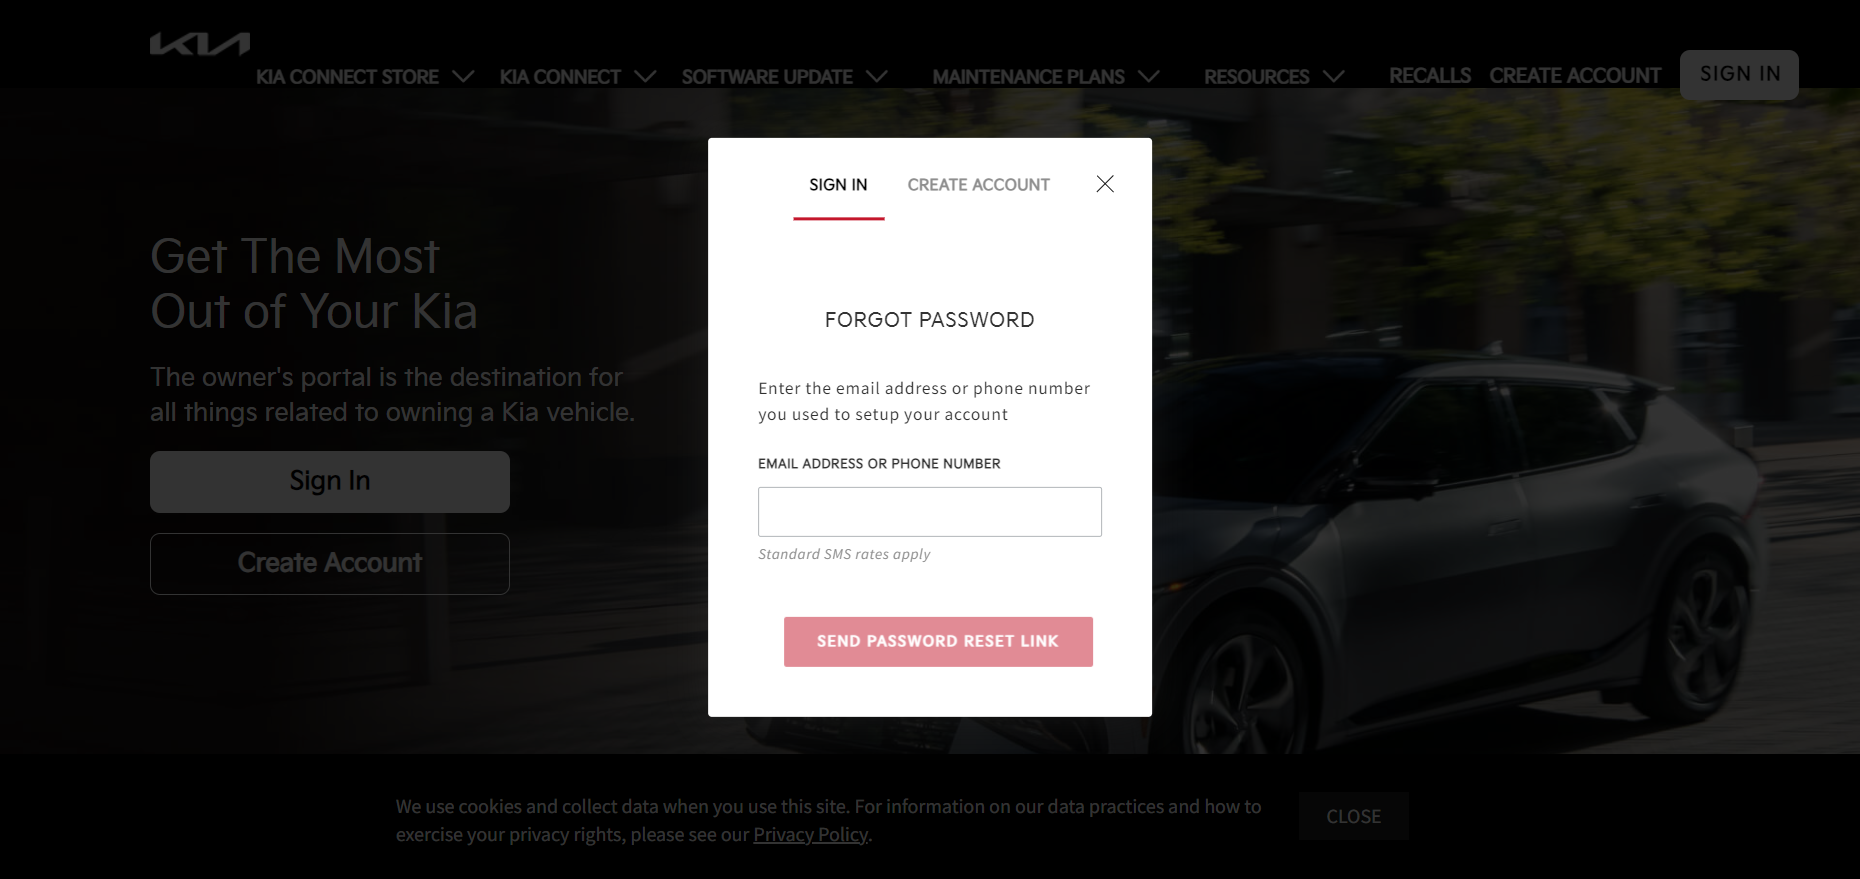 KIA
KIA CONNECT STORE KIA CONNECT SOFTWARE UPDATE MAINTENANCE PLANS RESOURCES RECALLS CREATE ACCOUNT SIGN IN
Get The Most
Out of Your Kia
The owner's portal is the destination for
all things related to owning a Kia vehicle.
Sign In
Create Account
SIGN IN CREATE ACCOUNT
FORGOT PASSWORD
Enter the email address or phone number
you used to setup your account
EMAIL ADDRESS OR PHONE NUMBER
Standard SMS rates apply
SEND PASSWORD RESET LINK
We use cookies and collect data when you use this site. For information on our data practices and how to
exercise your privacy rights, please see our Privacy Policy.
CLOSE